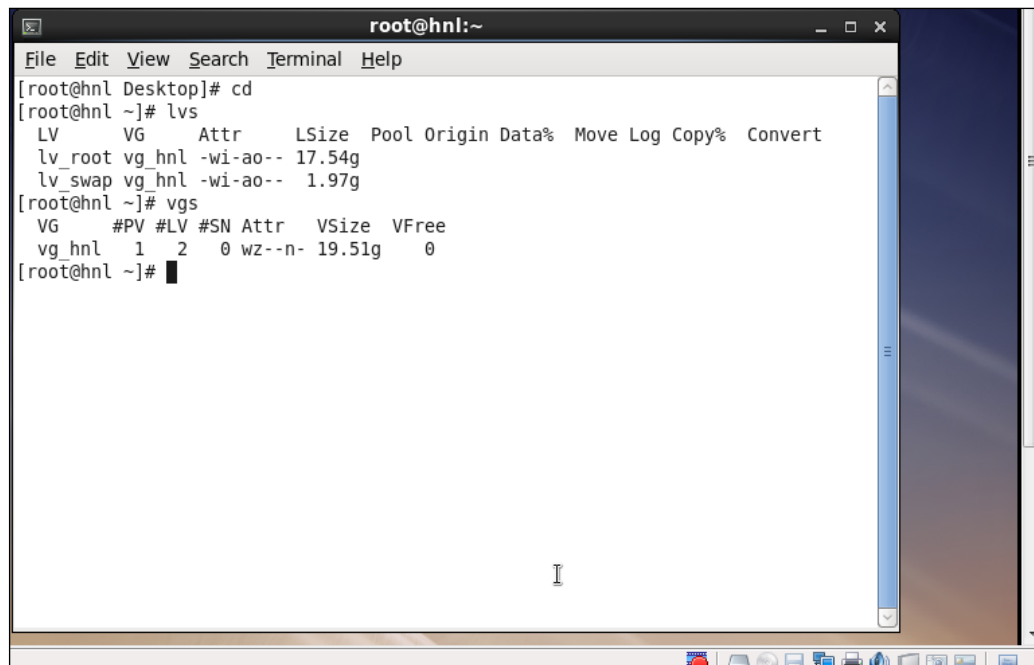 root@hnl:~
File Edit View Search Terminal Help
[root@hnl Desktop]# cd
[root@hnl ~]# lvs
  LV      VG     Attr     LSize  Pool Origin Data%  Move Log Copy%  Convert
  lv_root vg_hnl -wi-ao-- 17.54g
  lv_swap vg_hnl -wi-ao--  1.97g
[root@hnl ~]# vgs
  VG     #PV #LV #SN Attr   VSize  VFree
  vg_hnl   1   2   0 wz--n- 19.51g    0
[root@hnl ~]#